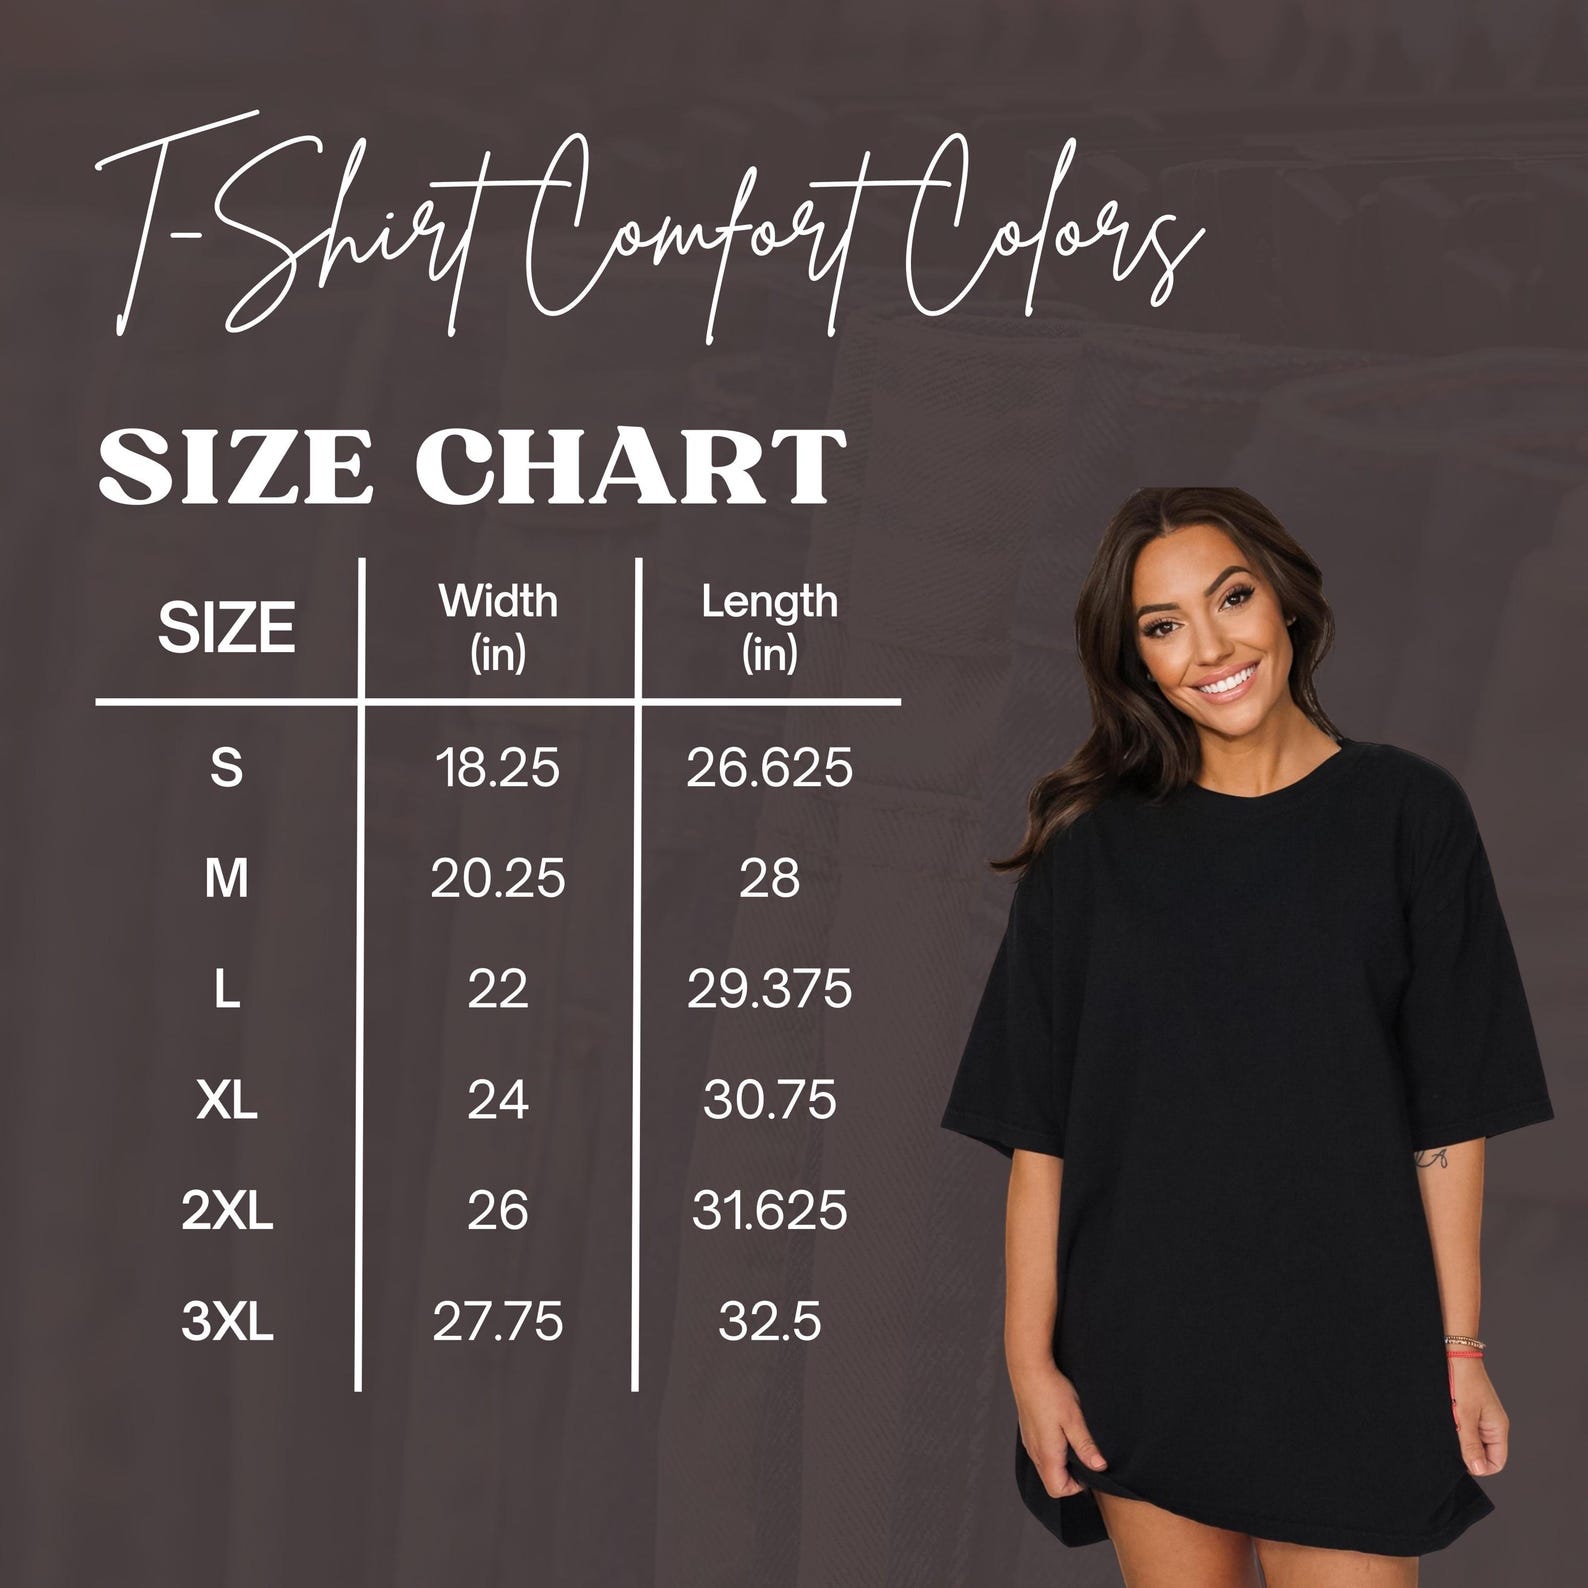 T-Shirt Comfort Colors
SIZE CHART
SIZE Width (in) Length (in)
S 18.25 26.625
M 20.25 28
L 22 29.375
XL 24 30.75
2XL 26 31.625
3XL 27.75 32.5